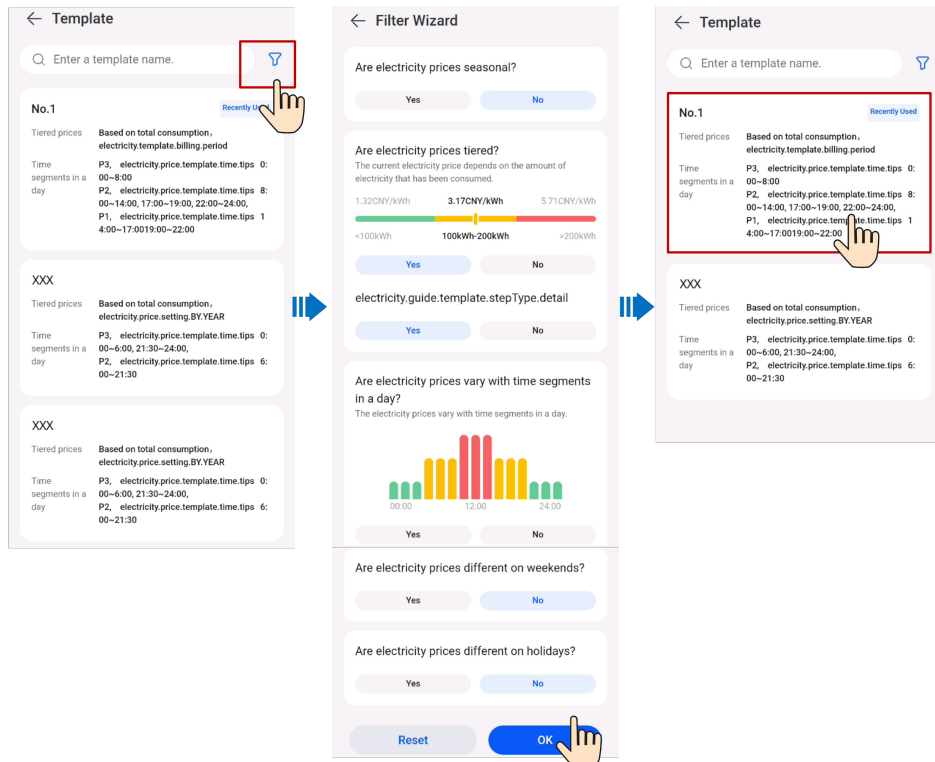 Template
Enter a template name.
No.1
Recently Used
Tiered prices
Based on total consumption，
electricity.template.billing.period
Time
segments in a
day
P3， electricity.price.template.time.tips 0:
00~8:00
P2， electricity.price.template.time.tips 8:
00~14:00, 17:00~19:00, 22:00~24:00,
P1， electricity.price.template.time.tips 1
4:00~17:0019:00~22:00
XXX
Tiered prices
Based on total consumption，
electricity.price.setting.BY.YEAR
Time
segments in a
day
P3， electricity.price.template.time.tips 0:
00~6:00, 21:30~24:00,
P2， electricity.price.template.time.tips 6:
00~21:30
XXX
Tiered prices
Based on total consumption，
electricity.price.setting.BY.YEAR
Time
segments in a
day
P3， electricity.price.template.time.tips 0:
00~6:00, 21:30~24:00,
P2， electricity.price.template.time.tips 6:
00~21:30
Filter Wizard
Are electricity prices seasonal?
Yes No
Are electricity prices tiered?
The current electricity price depends on the amount of
electricity that has been consumed.
1.32CNY/kWh 3.17CNY/kWh 5.71CNY/kWh
<100kWh 100kWh-200kWh >200kWh
Yes No
electricity.guide.template.stepType.detail
Yes No
Are electricity prices vary with time segments
in a day?
The electricity prices vary with time segments in a day.
00:00 12:00 24:00
Yes No
Are electricity prices different on weekends?
Yes No
Are electricity prices different on holidays?
Yes No
Reset OK
Template
Enter a template name.
No.1
Recently Used
Tiered prices
Based on total consumption，
electricity.template.billing.period
Time
segments in a
day
P3， electricity.price.template.time.tips 0:
00~8:00
P2， electricity.price.template.time.tips 8:
00~14:00, 17:00~19:00, 22:00~24:00,
P1， electricity.price.template.time.tips 1
4:00~17:0019:00~22:00
XXX
Tiered prices
Based on total consumption，
electricity.price.setting.BY.YEAR
Time
segments in a
day
P3， electricity.price.template.time.tips 0:
00~6:00, 21:30~24:00,
P2， electricity.price.template.time.tips 6:
00~21:30